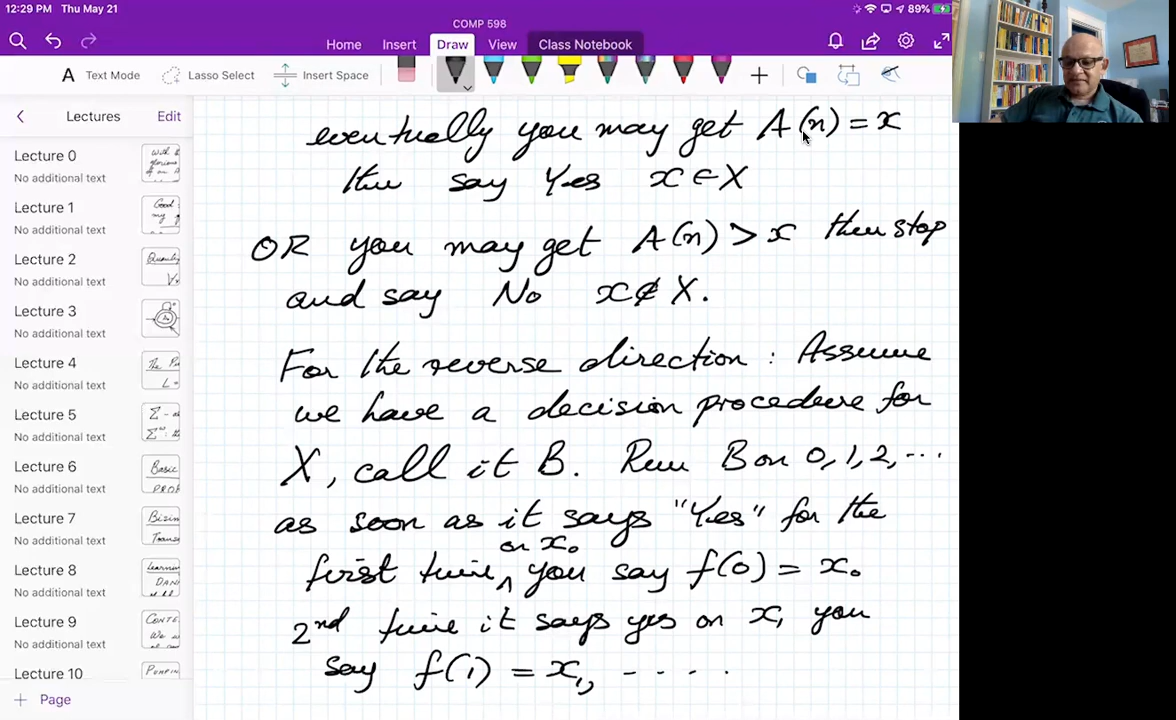 12:29 PM Thu May 21
89%
COMP 598
Home Insert Draw View Class Notebook
Text Mode Lasso Select Insert Space
Lectures Edit
Lecture 0
No additional text
Lecture 1
No additional text
Lecture 2
No additional text
Lecture 3
No additional text
Lecture 4
No additional text
Lecture 5
No additional text
Lecture 6
No additional text
Lecture 7
No additional text
Lecture 8
No additional text
Lecture 9
No additional text
Lecture 10
Page
eventually you may get A(n) = x
then say Yes x ∈ X
OR you may get A(n) > x then stop
and say No x ∉ X.
For the reverse direction : Assume
we have a decision procedure for
X, call it B. Run B on 0, 1, 2, ...
as soon as it says "Yes" for the
on x₀
first time, ^ you say f(0) = x₀
2nd time it says yes on x₁ you
say f(1) = x₁, - - - - .